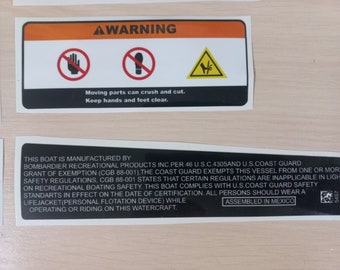 WARNING
Moving parts can crush and cut.
Keep hands and feet clear.
THIS BOAT IS MANUFACTURED BY
BOMBARDIER RECREATIONAL PRODUCTS INC PER 46 U.S.C.4305AND U.S.COAST GUARD
GRANT OF EXEMPTION (CGB 88-001).THE COAST GUARD EXEMPTS THIS VESSEL FROM ONE OR MOR
SAFETY REGULATIONS, CGB 88-001 STATES THAT CERTAIN REGULATIONS ARE INAPPLICABLE IN LIGH
ON RECREATIONAL BOATING SAFETY. THIS BOAT COMPLIES WITH U.S.COAST GUARD SAFETY
STANDARTS IN EFFECT ON THE DATE OF CERTIFICATION. ALL PERSONS SHOULD WEAR A
LIFEJACKET(PERSONAL FLOTATION DEVICE) WHILE
OPERATING OR RIDING ON THIS WATERCRAFT.
ASSEMBLED IN MEXICO